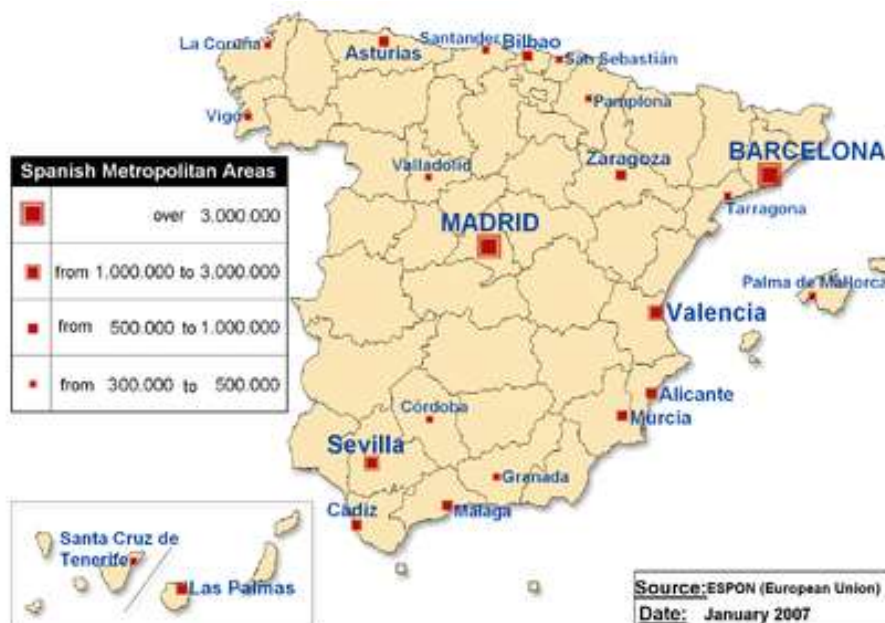 La Coruña
Asturias
Santander
Bilbao
San Sebastián
Vigo
Pamplona
Valladolid
Zaragoza
BARCELONA
Tarragona
MADRID
Spanish Metropolitan Areas
over 3.000.000
from 1.000.000 to 3.000.000
from 500.000 to 1.000.000
from 300.000 to 500.000
Palma de Mallorca
Valencia
Alicante
Murcia
Córdoba
Sevilla
Granada
Cádiz
Málaga
Santa Cruz de
Tenerife
Las Palmas
Source: ESPON (European Union)
Date: January 2007